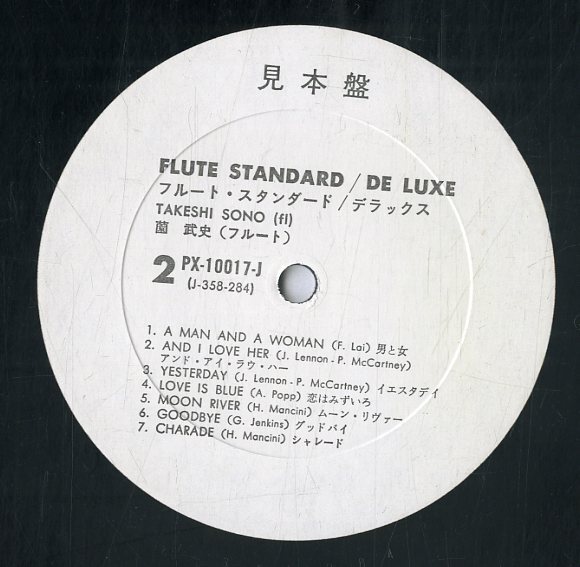 見本盤
FLUTE STANDARD / DE LUXE
フルート・スタンダード / デラックス
TAKESHI SONO (fl)
薗 武史 (フルート)
2 PX-10017-J
(J-358-284)
1. A MAN AND A WOMAN (F. Lai) 男と女
2. AND I LOVE HER (J. Lennon - P. McCartney)
アンド・アイ・ラウ・ハー
3. YESTERDAY (J. Lennon - P. McCartney) イエスタデイ
4. LOVE IS BLUE (A. Popp) 恋はみずいろ
5. MOON RIVER (H. Mancini) ムーン・リヴァー
6. GOODBYE (G. Jenkins) グッドバイ
7. CHARADE (H. Mancini) シャレード